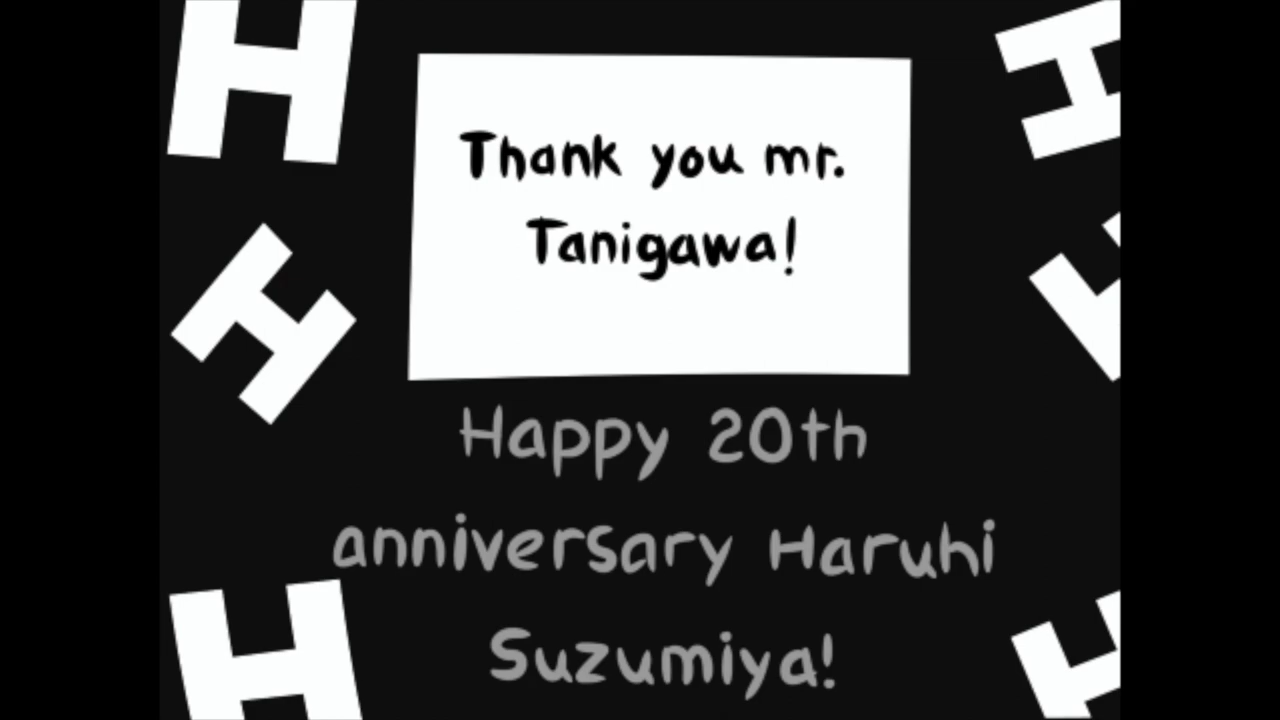 H
H
Thank you mr.
Tanigawa!
H
H
Happy 20th
anniversary Haruhi
Suzumiya!
H
H